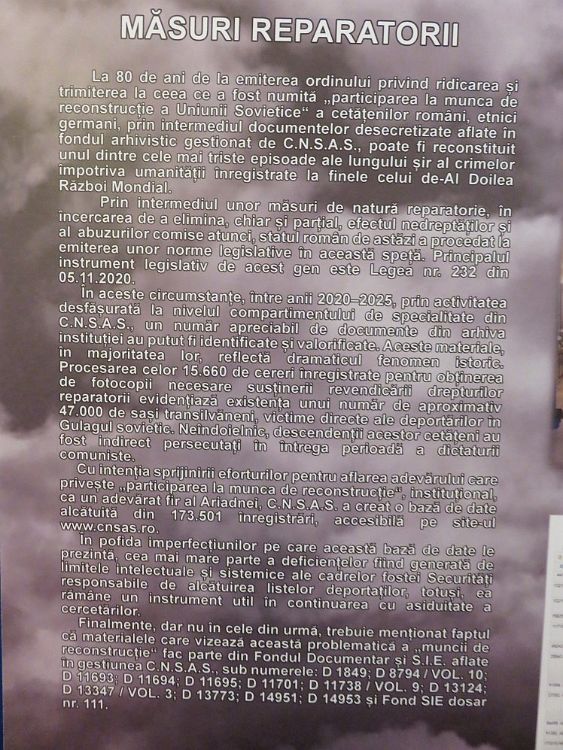 MĂSURI REPARATORII
La 80 de ani de la emiterea ordinului privind ridicarea și
trimiterea la ceea ce a fost numită „participarea la munca de
reconstrucție a Uniunii Sovietice“ a cetățenilor români, etnici
germani, prin intermediul documentelor desecretizate aflate în
fondul arhivistic gestionat de C.N.S.A.S., poate fi reconstituit
unul dintre cele mai triste episoade ale lungului șir al crimelor
împotriva umanității înregistrate la finele celui de-Al Doilea
Război Mondial.
Prin intermediul unor măsuri de natură reparatorie, în
încercarea de a elimina, chiar și parțial, efectul nedreptăților și
al abuzurilor comise atunci, statul român de astăzi a procedat la
emiterea unor norme legislative în această speță. Principalul
instrument legislativ de acest gen este Legea nr. 232 din
05.11.2020.
În aceste circumstanțe, între anii 2020–2025, prin activitatea
desfășurată la nivelul compartimentului de specialitate din
C.N.S.A.S., un număr apreciabil de documente din arhiva
instituției au putut fi identificate și valorificate. Aceste materiale,
în majoritatea lor, reflectă dramaticul fenomen istoric.
Procesarea celor 15.660 de cereri înregistrate pentru obținerea
de fotocopii necesare susținerii revendicării drepturilor
reparatorii evidențiază existența unui număr de aproximativ
47.000 de sași transilvăneni, victime directe ale deportărilor în
Gulagul sovietic. Neîndoielnic, descendenții acestor cetățeni au
fost indirect persecutați în întrega perioadă a dictaturii
comuniste.
Cu intenția sprijinirii eforturilor pentru aflarea adevărului care
privește „participarea la munca de reconstrucție“, instituțional,
ca un adevărat fir al Ariadnei, C.N.S.A.S. a creat o bază de date
alcătuită din 173.501 înregistrări, accesibilă pe site-ul
www.cnsas.ro.
În pofida imperfecțiunilor pe care această bază de date le
prezintă, cea mai mare parte a deficiențelor fiind generată de
limitele intelectuale și sistemice ale cadrelor fostei Securități
responsabile de alcătuirea listelor deportaților, totuși, ea
rămâne un instrument util în continuarea cu asiduitate a
cercetărilor.
Finalmente, dar nu în cele din urmă, trebuie menționat faptul
că materialele care vizează această problematică a „muncii de
reconstrucție“ fac parte din Fondul Documentar și S.I.E. aflate
în gestiunea C.N.S.A.S., sub numerele: D 1849; D 8794 / VOL. 10;
D 11693; D 11694; D 11695; D 11701; D 11738 / VOL. 9; D 13124;
D 13347 / VOL. 3; D 13773; D 14951; D 14953 și Fond SIE dosar
nr. 111.